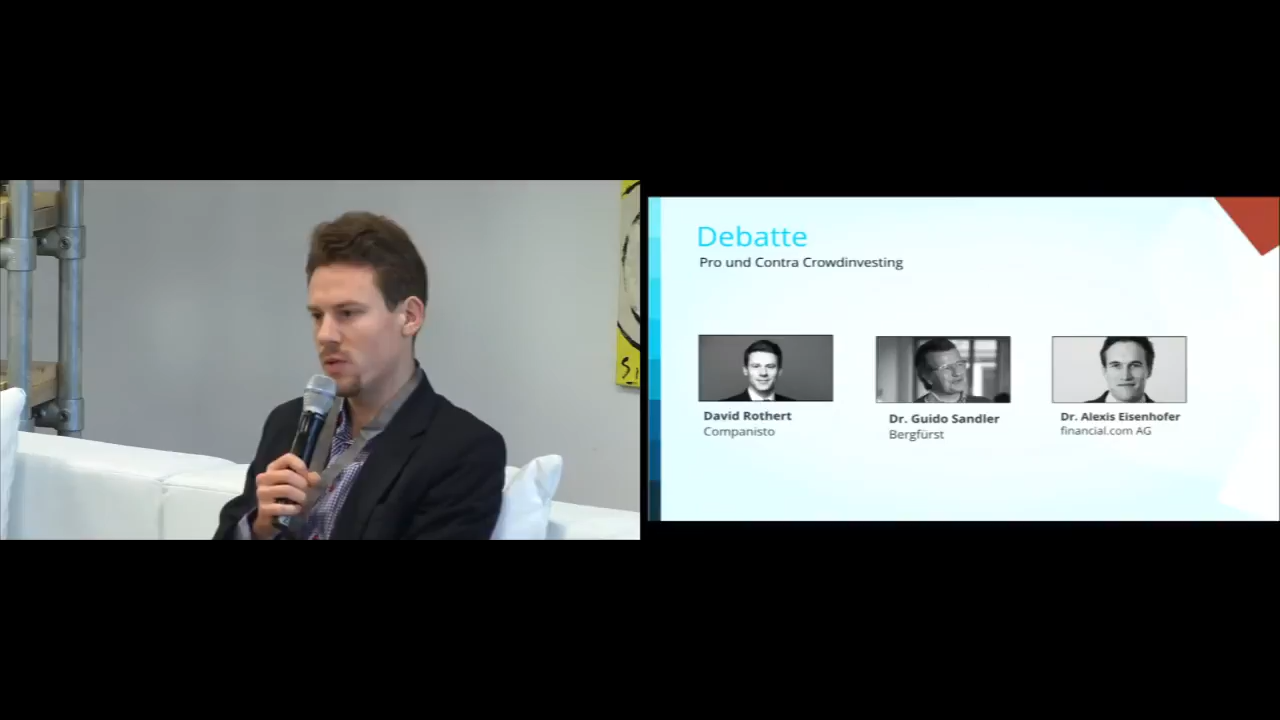 Debatte
Pro und Contra Crowdinvesting
David Rothert
Companisto
Dr. Guido Sandler
Bergfürst
Dr. Alexis Eisenhofer
financial.com AG